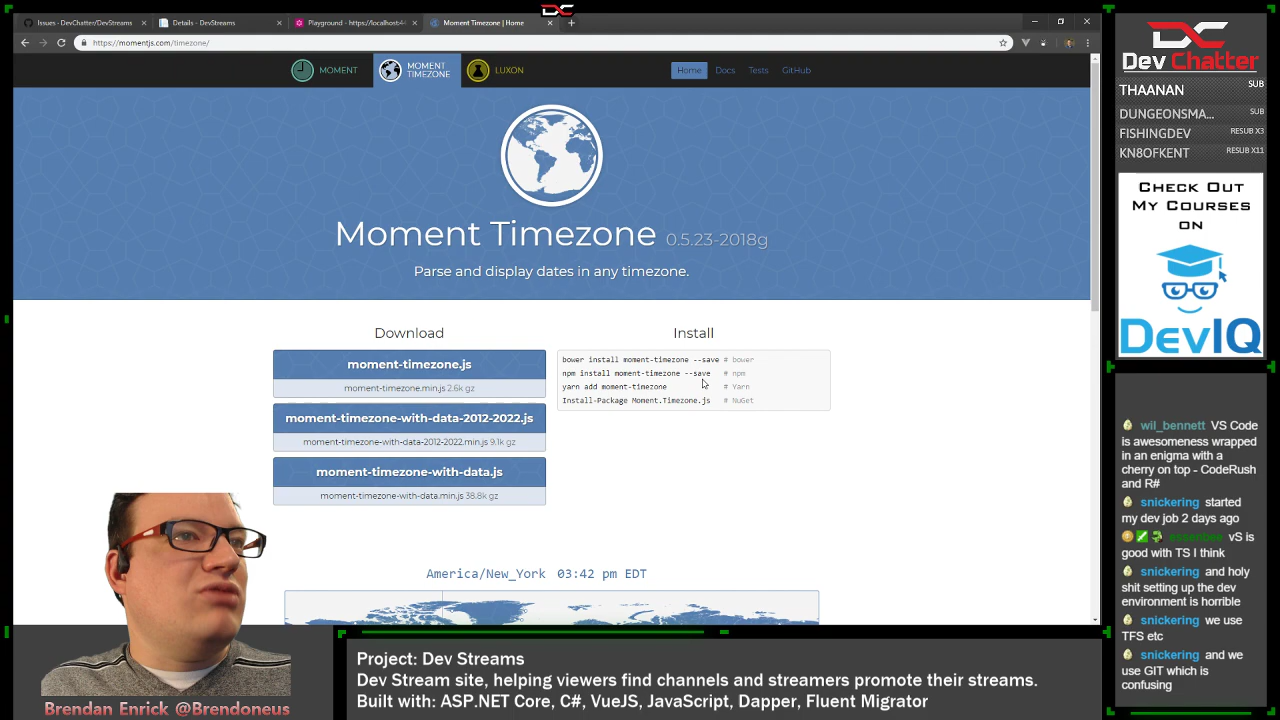 Issues · DevChatter/DevStreams
Details - DevStreams
Playground - https://localhost:44
Moment Timezone | Home
https://momentjs.com/timezone/
MOMENT
MOMENT TIMEZONE
LUXON
Home
Docs
Tests
GitHub
Moment Timezone 0.5.23-2018g
Parse and display dates in any timezone.
Download
moment-timezone.js
moment-timezone.min.js 2.6k gz
moment-timezone-with-data-2012-2022.js
moment-timezone-with-data-2012-2022.min.js 9.1k gz
moment-timezone-with-data.js
moment-timezone-with-data.min.js 38.8k gz
Install
bower install moment-timezone --save # bower
npm install moment-timezone --save # npm
yarn add moment-timezone # Yarn
Install-Package Moment.Timezone.js # NuGet
America/New_York 03:42 pm EDT
DC
Dev Chatter
THAANAN SUB
DUNGEONSMA... SUB
FISHINGDEV RESUB X3
KN8OFKENT RESUB X11
CHECK OUT
MY COURSES
ON
DevIQ
wil_bennett VS Code
is awesomeness wrapped
in an enigma with a
cherry on top - CodeRush
and R#
snickering started
my dev job 2 days ago
essenbee vS is
good with TS I think
snickering and holy
shit setting up the dev
environment is horrible
snickering we use
TFS etc
snickering and we
use GIT which is
confusing
Brendan Enrick @Brendoneus
Project: Dev Streams
Dev Stream site, helping viewers find channels and streamers promote their streams.
Built with: ASP.NET Core, C#, VueJS, JavaScript, Dapper, Fluent Migrator